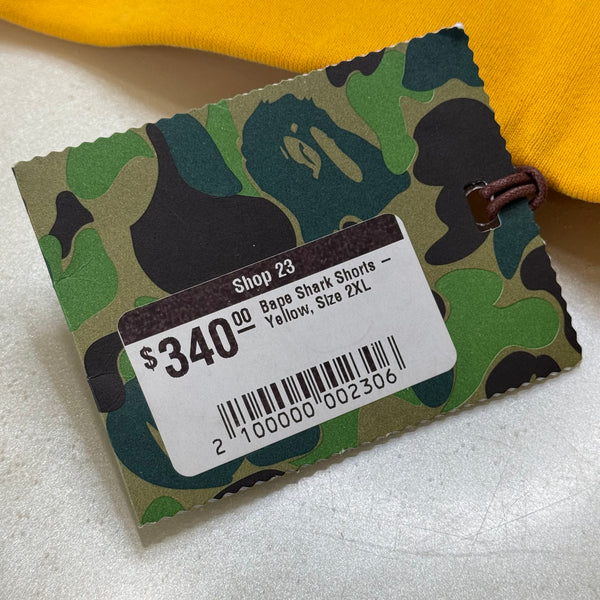 Shop 23
$340.00 Bape Shark Shorts –
Yellow, Size 2XL
2 100000 002306